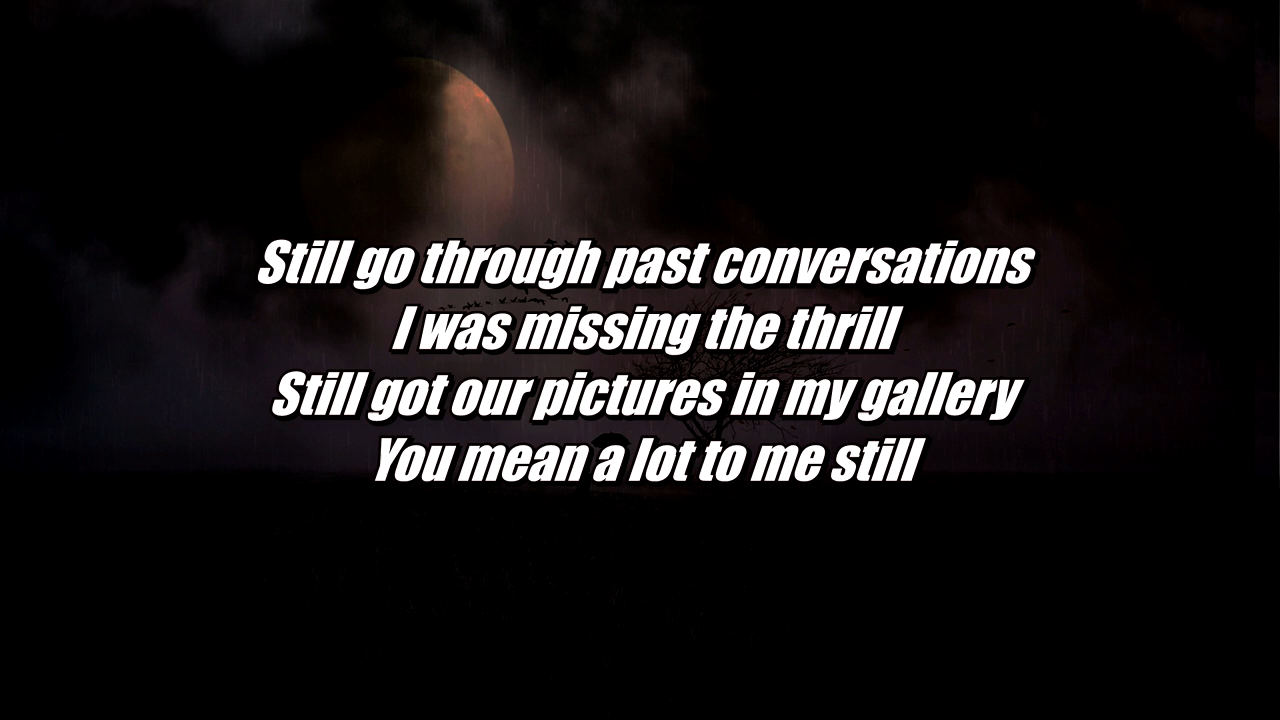 Still go through past conversations
I was missing the thrill
Still got our pictures in my gallery
You mean a lot to me still